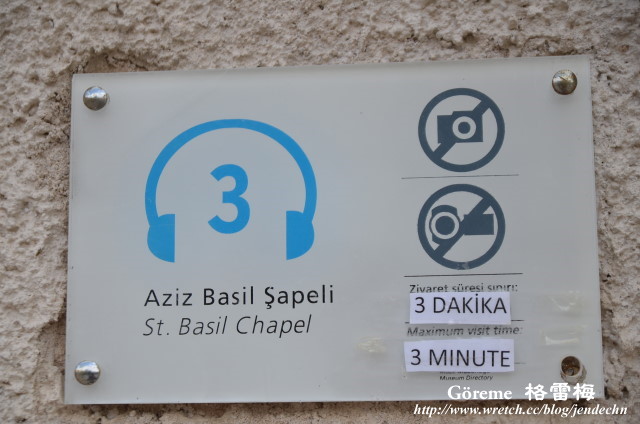 3
Aziz Basil Şapeli
St. Basil Chapel
Ziyaret süresi sınırı:
3 DAKİKA
Maximum visit time:
3 MINUTE
Museum Directory
Göreme 格雷梅
http://www.wretch.cc/blog/jendechn